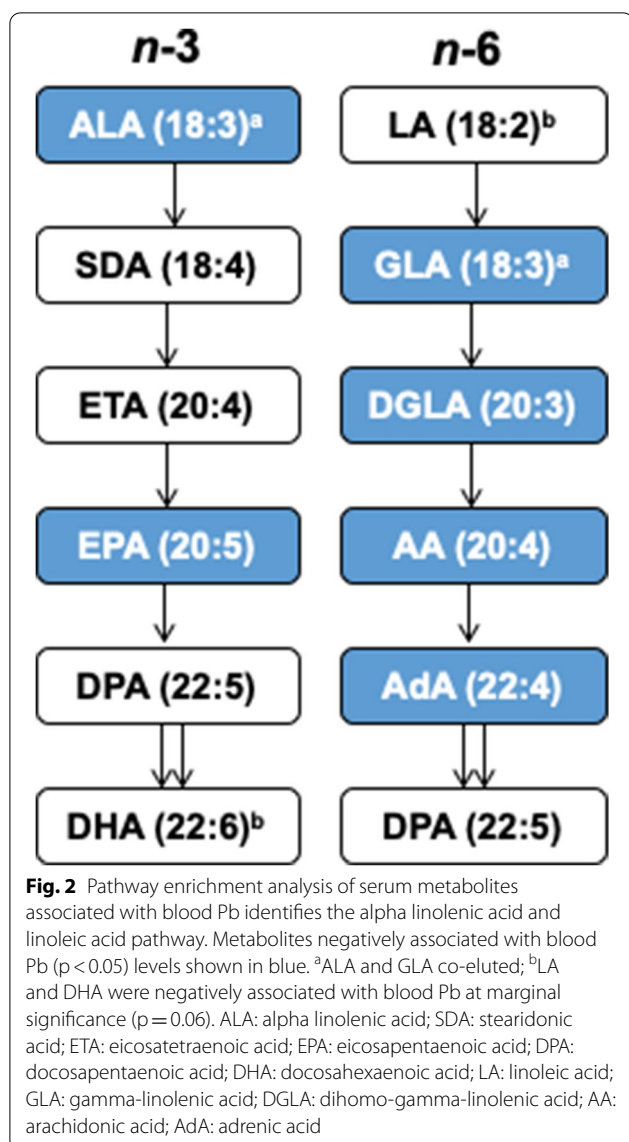 n-3 n-6
ALA (18:3)ᵃ LA (18:2)ᵇ
SDA (18:4) GLA (18:3)ᵃ
ETA (20:4) DGLA (20:3)
EPA (20:5) AA (20:4)
DPA (22:5) AdA (22:4)
DHA (22:6)ᵇ DPA (22:5)
Fig. 2 Pathway enrichment analysis of serum metabolites
associated with blood Pb identifies the alpha linolenic acid and
linoleic acid pathway. Metabolites negatively associated with blood
Pb (p < 0.05) levels shown in blue. ᵃALA and GLA co-eluted; ᵇLA
and DHA were negatively associated with blood Pb at marginal
significance (p = 0.06). ALA: alpha linolenic acid; SDA: stearidonic
acid; ETA: eicosatetraenoic acid; EPA: eicosapentaenoic acid; DPA:
docosapentaenoic acid; DHA: docosahexaenoic acid; LA: linoleic acid;
GLA: gamma-linolenic acid; DGLA: dihomo-gamma-linolenic acid; AA:
arachidonic acid; AdA: adrenic acid